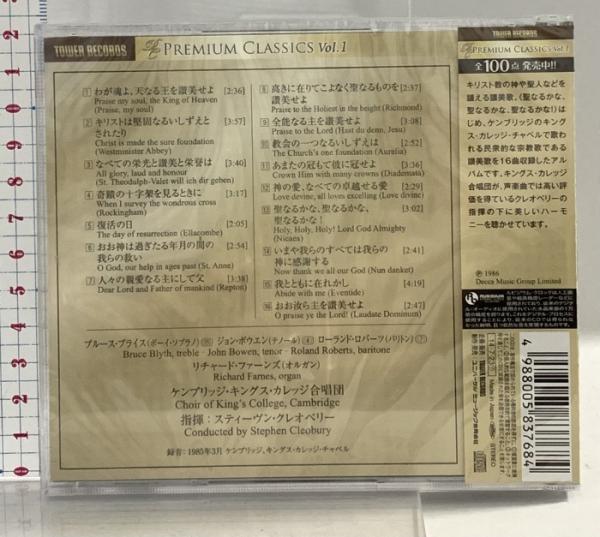 TOWER RECORDS
PREMIUM CLASSICS Vol.1
1 わが魂よ、天なる王を讃美せよ [2:36]
Praise my soul, the King of Heaven
(Praise, my soul)
2 キリストは堅固なるいしずえと [3:57]
されたり
Christ is made the sure foundation
(Westminster Abbey)
3 なべての栄光と讃美と栄誉は [3:40]
All glory, laud and honour
(St. Theodulph-Valet will ich dir geben)
4 奇蹟の十字架を見るときに [3:17]
When I survey the wondrous cross
(Rockingham)
5 復活の日 [2:05]
The day of resurrection (Ellacombe)
6 おお神は過ぎたる年月の間の [2:54]
我らの救い
O God, our help in ages past (St. Anne)
7 人々の親愛なる主にして父 [3:38]
Dear Lord and Father of mankind (Repton)
8 高きに在りてこよなく聖なるものを [2:37]
讃美せよ
Praise to the Holiest in the height (Richmond)
9 全能なる主を讃美せよ [3:08]
Praise to the Lord (Hast du denn, Jesu)
10 教会の一つなるいしずえは [2:52]
The Church's one foundation (Aurelia)
11 あまたの冠もて彼に冠せよ [3:36]
Crown Him with many crowns (Diademata)
12 神の愛、なべての卓越せる愛 [2:29]
Love devine, all loves excelling (Love divine)
13 聖なるかな、聖なるかな、 [3:02]
聖なるかな!
Holy, Holy, Holy! Lord God Almighty
(Nicaea)
14 いまや我らのすべては我らの [2:41]
神に感謝する
Now thank we all our God (Nun danket)
15 我とともに在れかし [4:19]
Abide with me (Eventide)
16 おお汝ら主を讃美せよ [2:47]
O praise ye the Lord! (Laudate Dominum)
ブルース・ブライス(ボーイ・ソプラノ) ジョン・ボウエン(テノール) 4 ローランド・ロバーツ(バリトン) 7
Bruce Blyth, treble · John Bowen, tenor · Roland Roberts, baritone
リチャード・ファーンズ(オルガン)
Richard Farnes, organ
ケンブリッジ・キングス・カレッジ合唱団
Choir of King's College, Cambridge
指揮:スティーヴン・クレオベリー
Conducted by Stephen Cleobury
録音:1985年3月 ケンブリッジ、キングス・カレッジ・チャペル
PREMIUM CLASSICS Vol.1
全100点 発売中!!
キリスト教の神や聖人などを
讃える讃美歌。〈聖なるかな、
聖なるかな、聖なるかな!〉は
じめ、ケンブリッジのキング
ス・カレッジ・チャペルで歌わ
れる民衆的な宗教歌である
讃美歌を16曲収録したアル
バムです。キングス・カレッジ
合唱団が、声楽曲では高い評
価を得ているクレオベリーの
指揮の下に美しいハーモ
ニーを聴かせています。
℗ 1986
Decca Music Group Limited
TOWER RECORDS
Made in Japan
STEREO
4 988005 837684